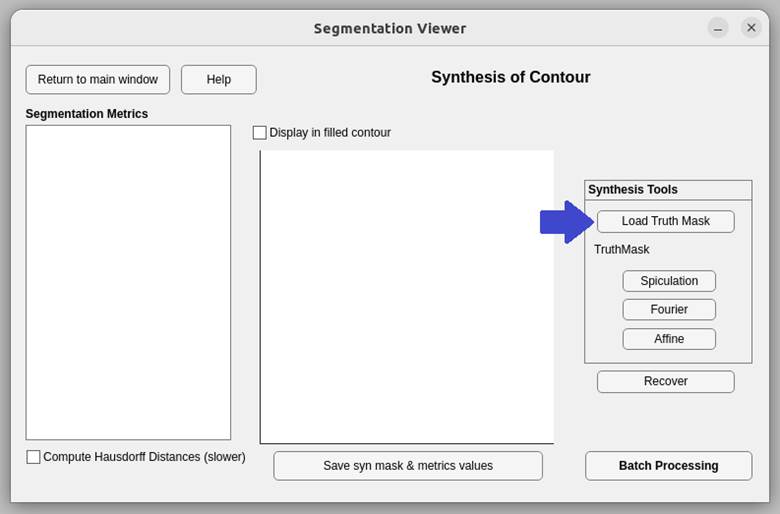 Segmentation Viewer
Return to main window
Help
Synthesis of Contour
Segmentation Metrics
Display in filled contour
Synthesis Tools
Load Truth Mask
TruthMask
Spiculation
Fourier
Affine
Recover
Compute Hausdorff Distances (slower)
Save syn mask & metrics values
Batch Processing